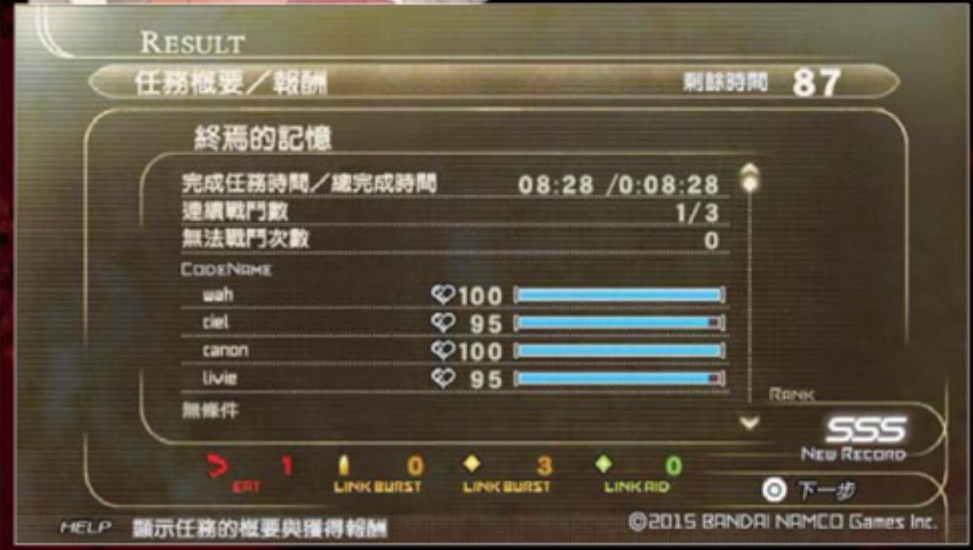 RESULT
任務概要／報酬 剩餘時間 87
終焉的記憶
完成任務時間／總完成時間 08:28 /0:08:28
連續戰鬥數 1/3
無法戰鬥次數 0
CODENAME
wah 100
ciel 95
canon 100
livie 95
無條件
RANK
SSS
NEW RECORD
1 0 3 0
EAT LINK BURST LINK BURST LINK AID
下一步
HELP 顯示任務的概要與獲得報酬
©2015 BANDAI NAMCO Games Inc.